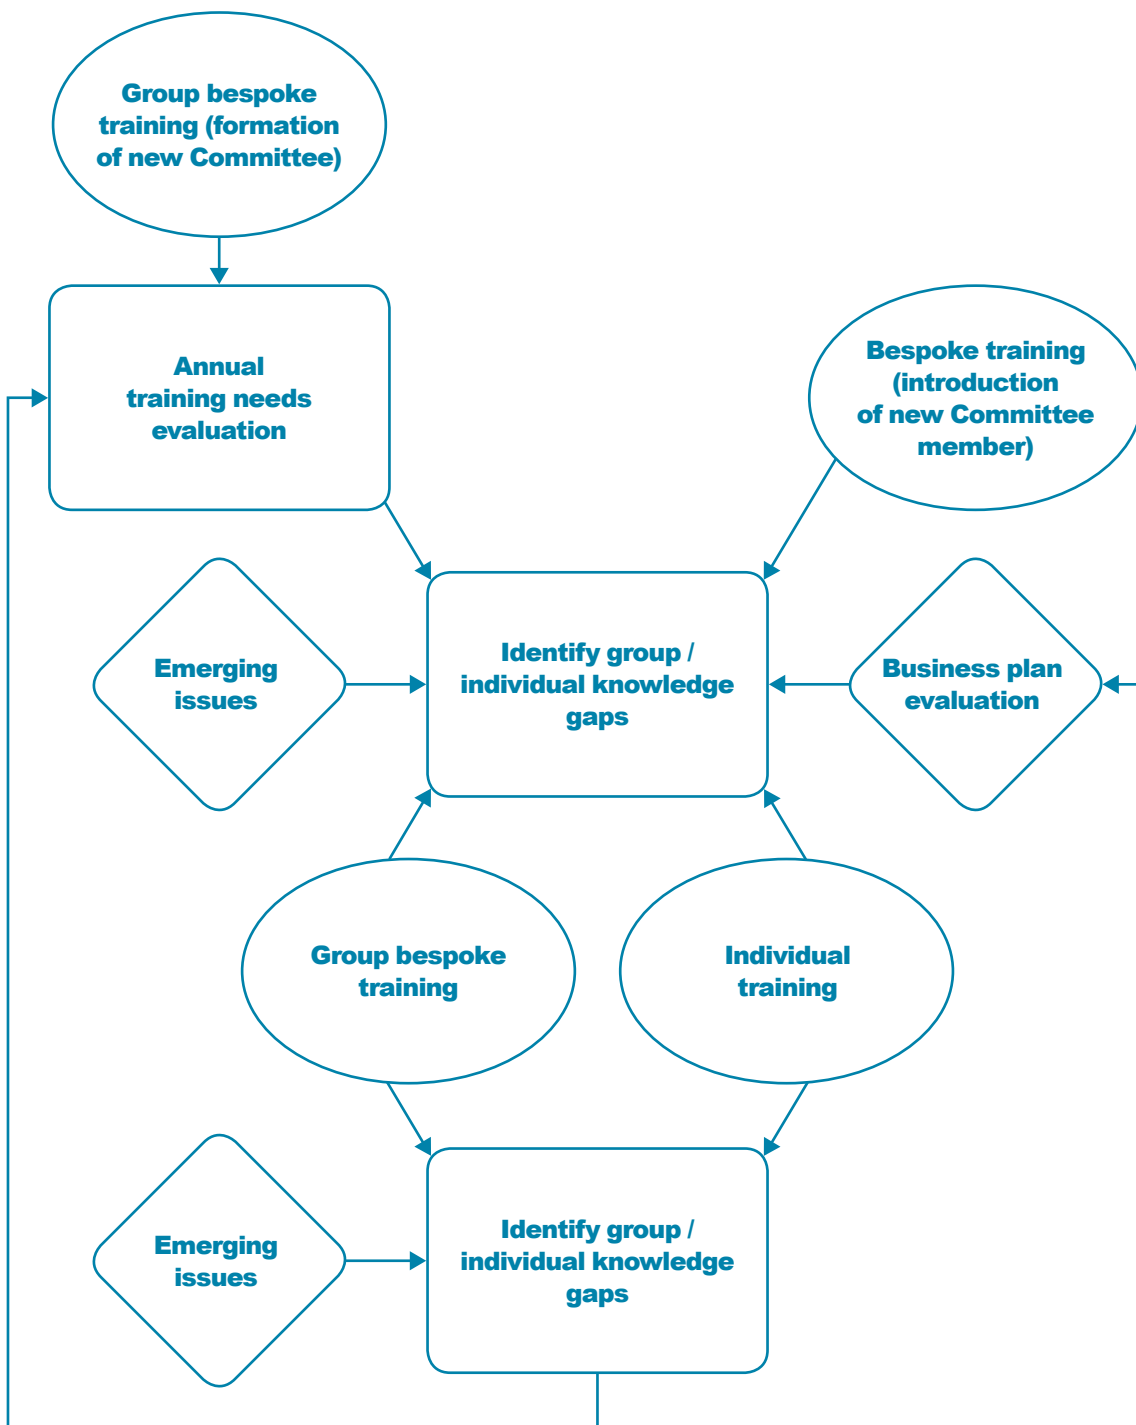 Group bespoke
training (formation
of new Committee)
Annual
training needs
evaluation
Bespoke training
(introduction
of new Committee
member)
Emerging
issues
Identify group /
individual knowledge
gaps
Business plan
evaluation
Group bespoke
training
Individual
training
Emerging
issues
Identify group /
individual knowledge
gaps